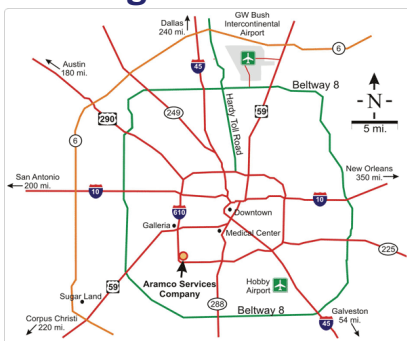 Dallas
240 mi.
GW Bush
Intercontinental
Airport
6
Austin
180 mi.
45
Beltway 8
290
249
59
Hardy Toll Road
- N -
5 mi.
6
San Antonio
200 mi.
10
610
New Orleans
350 mi.
10
Downtown
Galleria
Medical Center
225
59
Aramco Services
Company
Hobby
Airport
Sugar Land
288
Beltway 8
Corpus Christi
220 mi.
45
Galveston
54 mi.